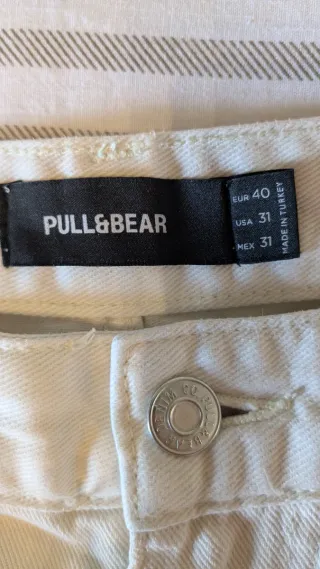 PULL&BEAR
EUR 40
USA 31
MEX 31
MADE IN TURKEY